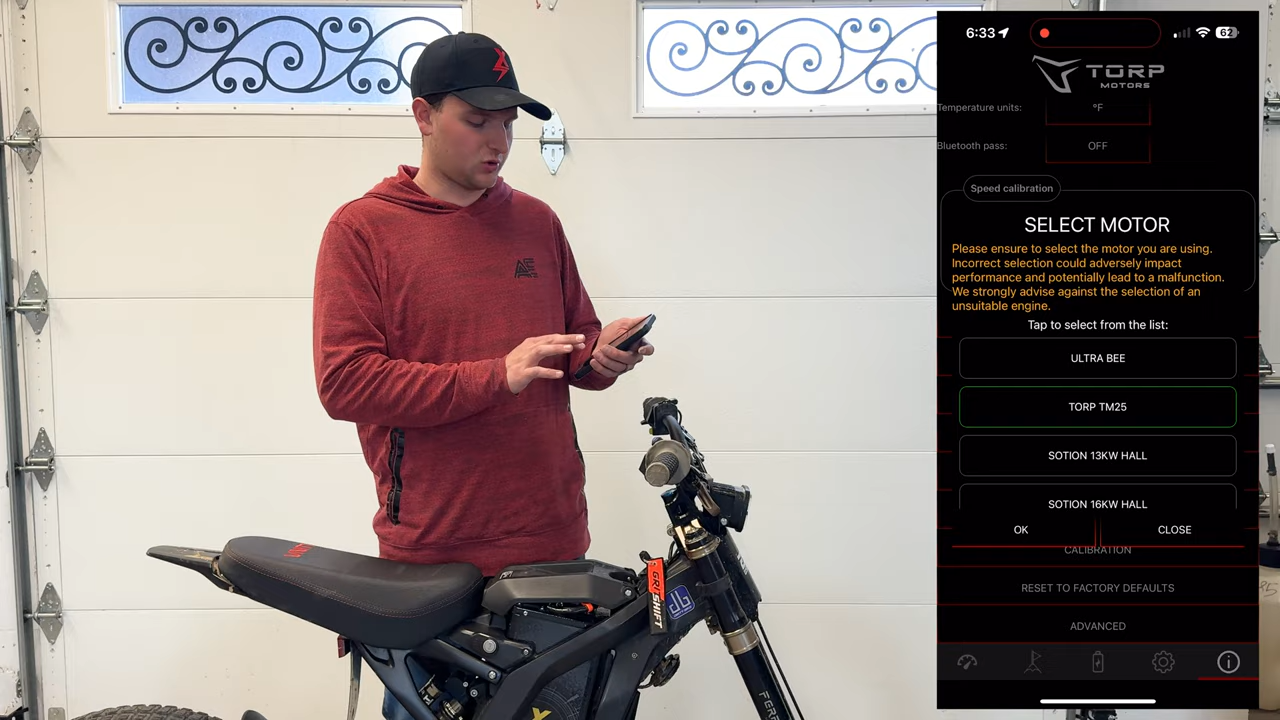 6:33
62
TORP
MOTORS
Temperature units:
°F
Bluetooth pass:
OFF
Speed calibration
SELECT MOTOR
Please ensure to select the motor you are using.
Incorrect selection could adversely impact
performance and potentially lead to a malfunction.
We strongly advise against the selection of an
unsuitable engine.
Tap to select from the list:
ULTRA BEE
TORP TM25
SOTION 13KW HALL
SOTION 16KW HALL
OK
CLOSE
CALIBRATION
RESET TO FACTORY DEFAULTS
ADVANCED
GRITSHIFT